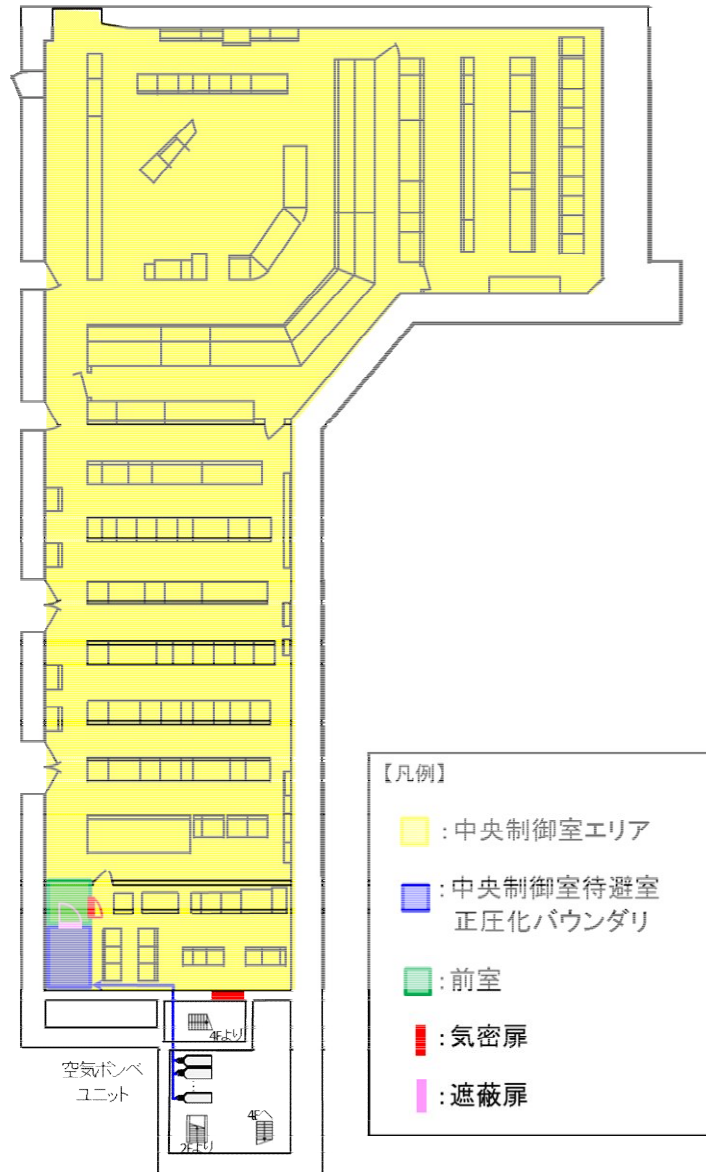 【凡例】
:中央制御室エリア
:中央制御室待避室
正圧化バウンダリ
:前室
:気密扉
:遮蔽扉
4Fより
空気ボンベ
ユニット
4Fへ
2Fより